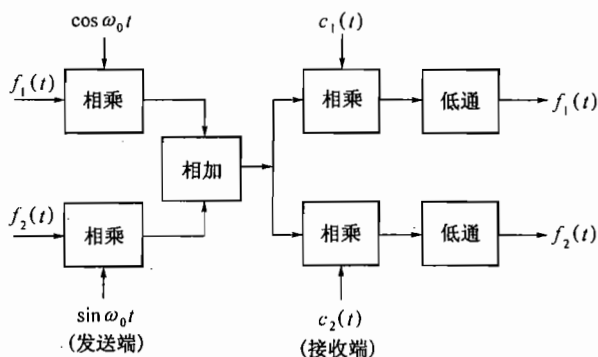 cos ω₀t
c₁(t)
f₁(t)
相乘
相乘
低通
f₁(t)
相加
f₂(t)
相乘
相乘
低通
f₂(t)
sin ω₀t
c₂(t)
(发送端)
(接收端)